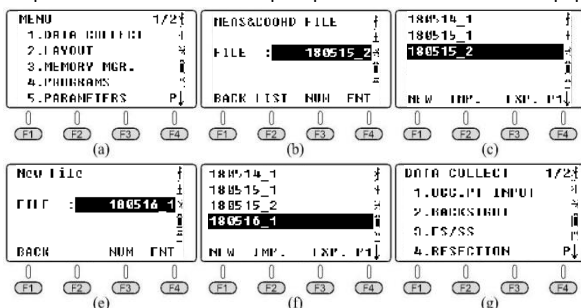 MENU 1/2
1.DATA COLLECT
2.LAYOUT
3.MEMORY MGR.
4.PROGRAMS
5.PARAMETERS P↓
F1 F2 F3 F4
(a)
MEAS&COORD FILE
FILE : 180515_2
BACK LIST NUM ENT
F1 F2 F3 F4
(b)
180514_1
180515_1
180515_2
NEW IMP. EXP. P1↓
F1 F2 F3 F4
(c)
New File
FILE : 180516_1
BACK NUM ENT
F1 F2 F3 F4
(e)
180514_1
180515_1
180515_2
180516_1
NEW IMP. EXP. P1↓
F1 F2 F3 F4
(f)
DATA COLLECT 1/2
1.OCC.PT INPUT
2.BACKSIGHT
3.FS/SS
4.RESECTION P↓
F1 F2 F3 F4
(g)